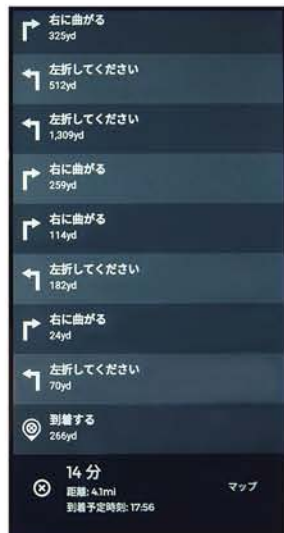 右に曲がる
325yd
左折してください
512yd
左折してください
1,309yd
右に曲がる
259yd
右に曲がる
114yd
左折してください
182yd
右に曲がる
24yd
左折してください
70yd
到着する
266yd
14 分
距離: 4.1mi
マップ
到着予定時刻: 17:56